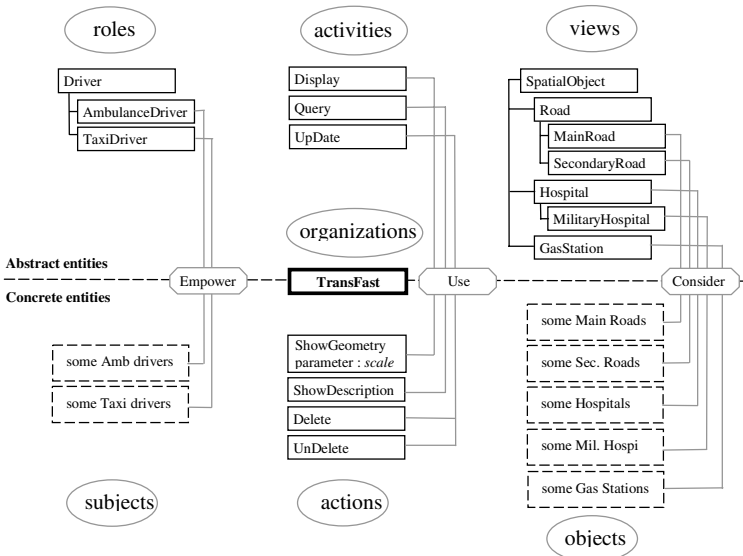 roles
activities
views
Driver
AmbulanceDriver
TaxiDriver
Display
Query
UpDate
SpatialObject
Road
MainRoad
SecondaryRoad
Hospital
MilitaryHospital
GasStation
organizations
Abstract entities
Concrete entities
Empower
TransFast
Use
Consider
some Amb drivers
some Taxi drivers
ShowGeometry
parameter : scale
ShowDescription
Delete
UnDelete
some Main Roads
some Sec. Roads
some Hospitals
some Mil. Hospi
some Gas Stations
subjects
actions
objects